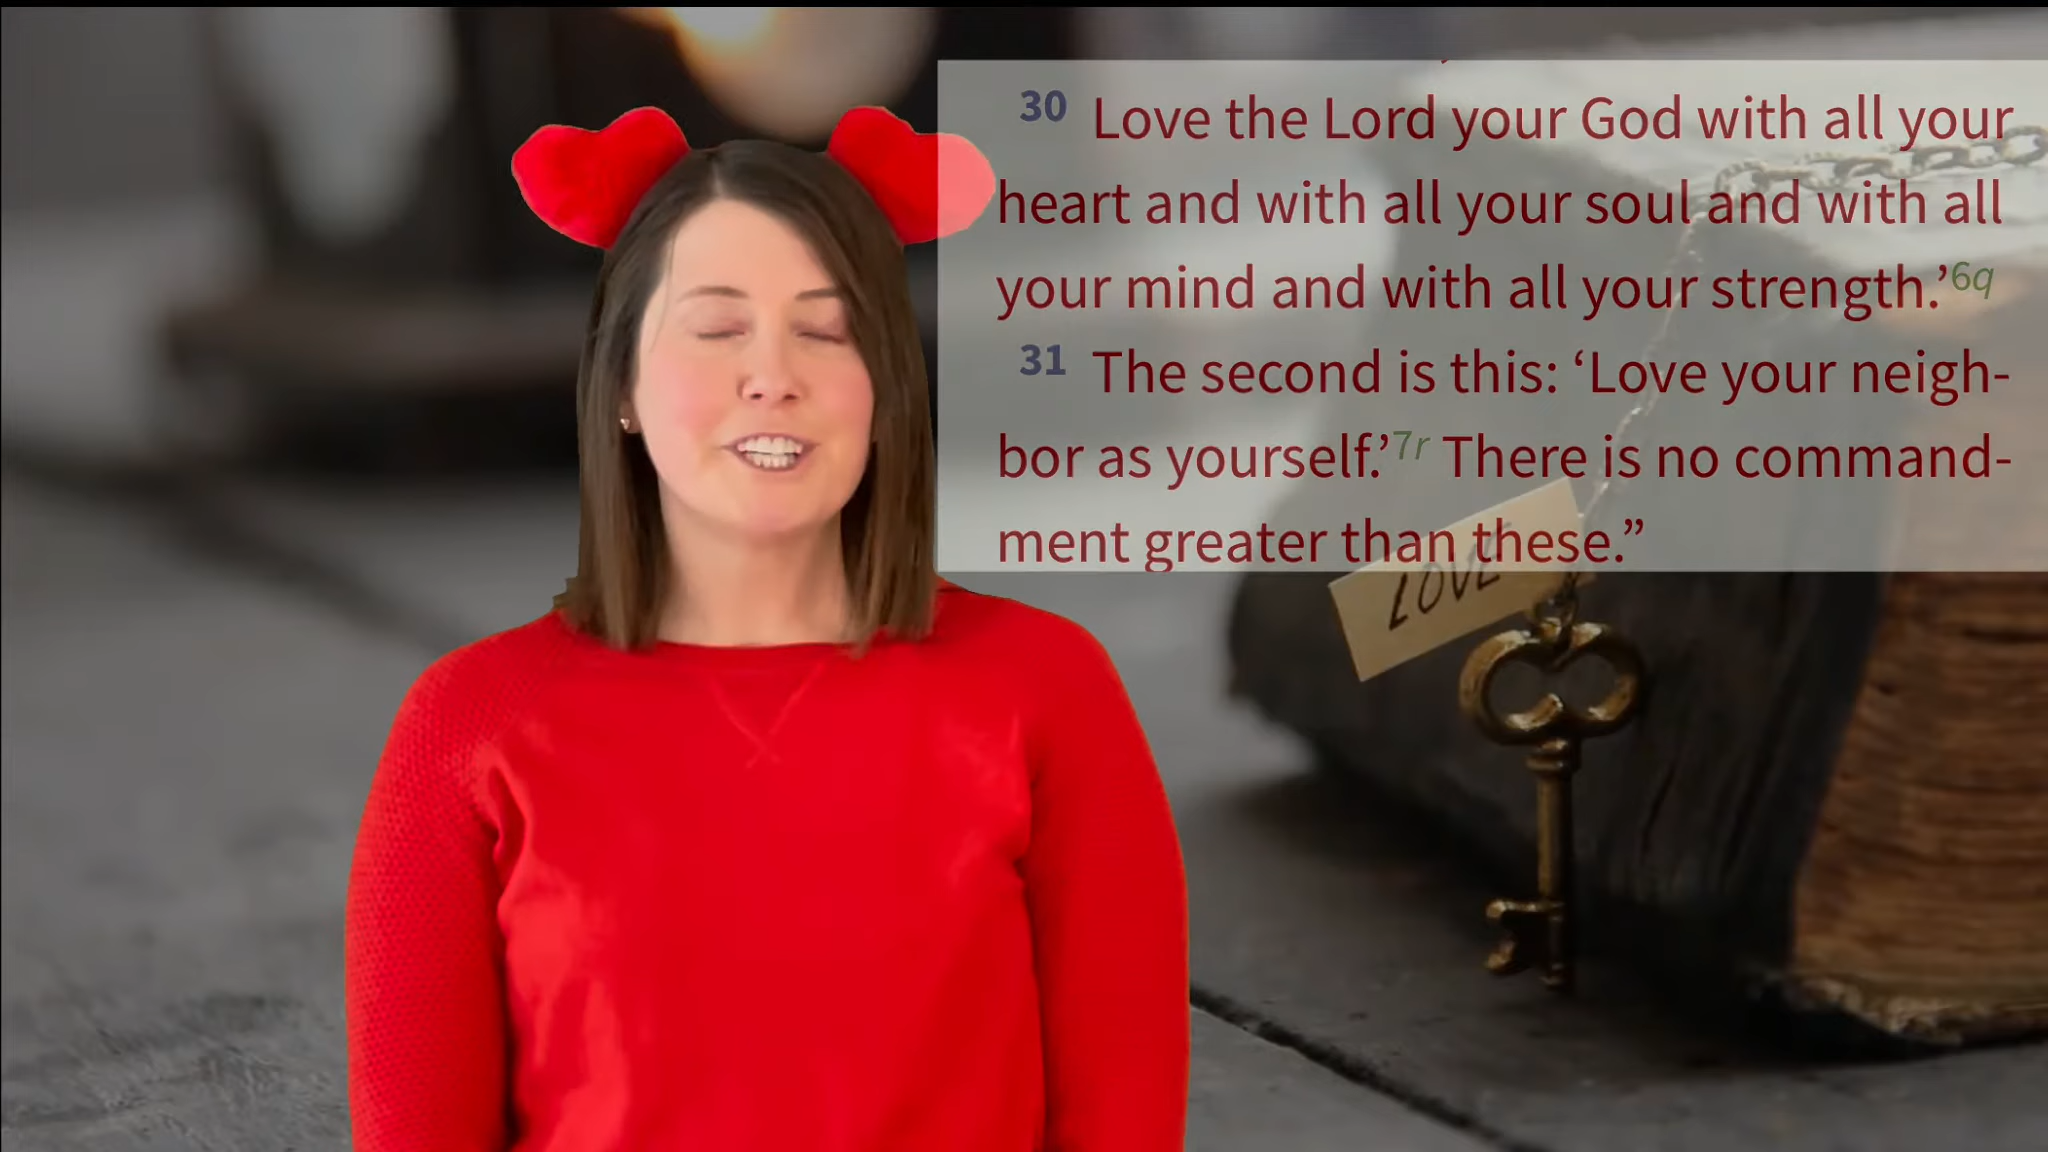 30 Love the Lord your God with all your
heart and with all your soul and with all
your mind and with all your strength.’6q
31 The second is this: ‘Love your neigh-
bor as yourself.’7r There is no command-
ment greater than these.”
LOVE